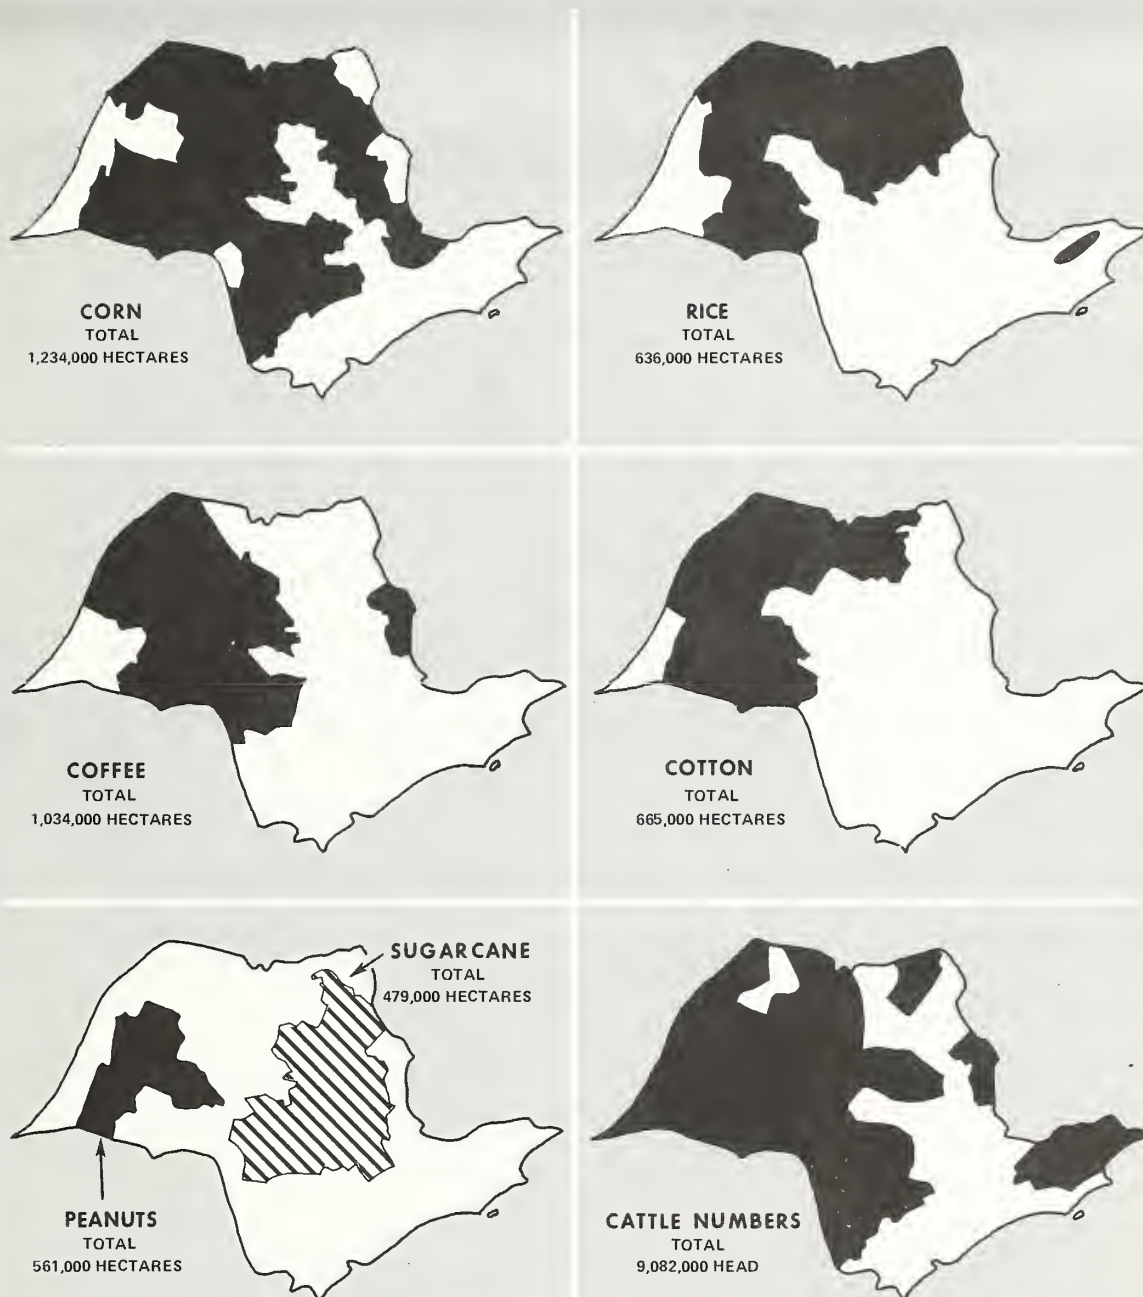 CORN
TOTAL
1,234,000 HECTARES
RICE
TOTAL
636,000 HECTARES
COFFEE
TOTAL
1,034,000 HECTARES
COTTON
TOTAL
665,000 HECTARES
SUGARCANE
TOTAL
479,000 HECTARES
PEANUTS
TOTAL
561,000 HECTARES
CATTLE NUMBERS
TOTAL
9,082,000 HEAD